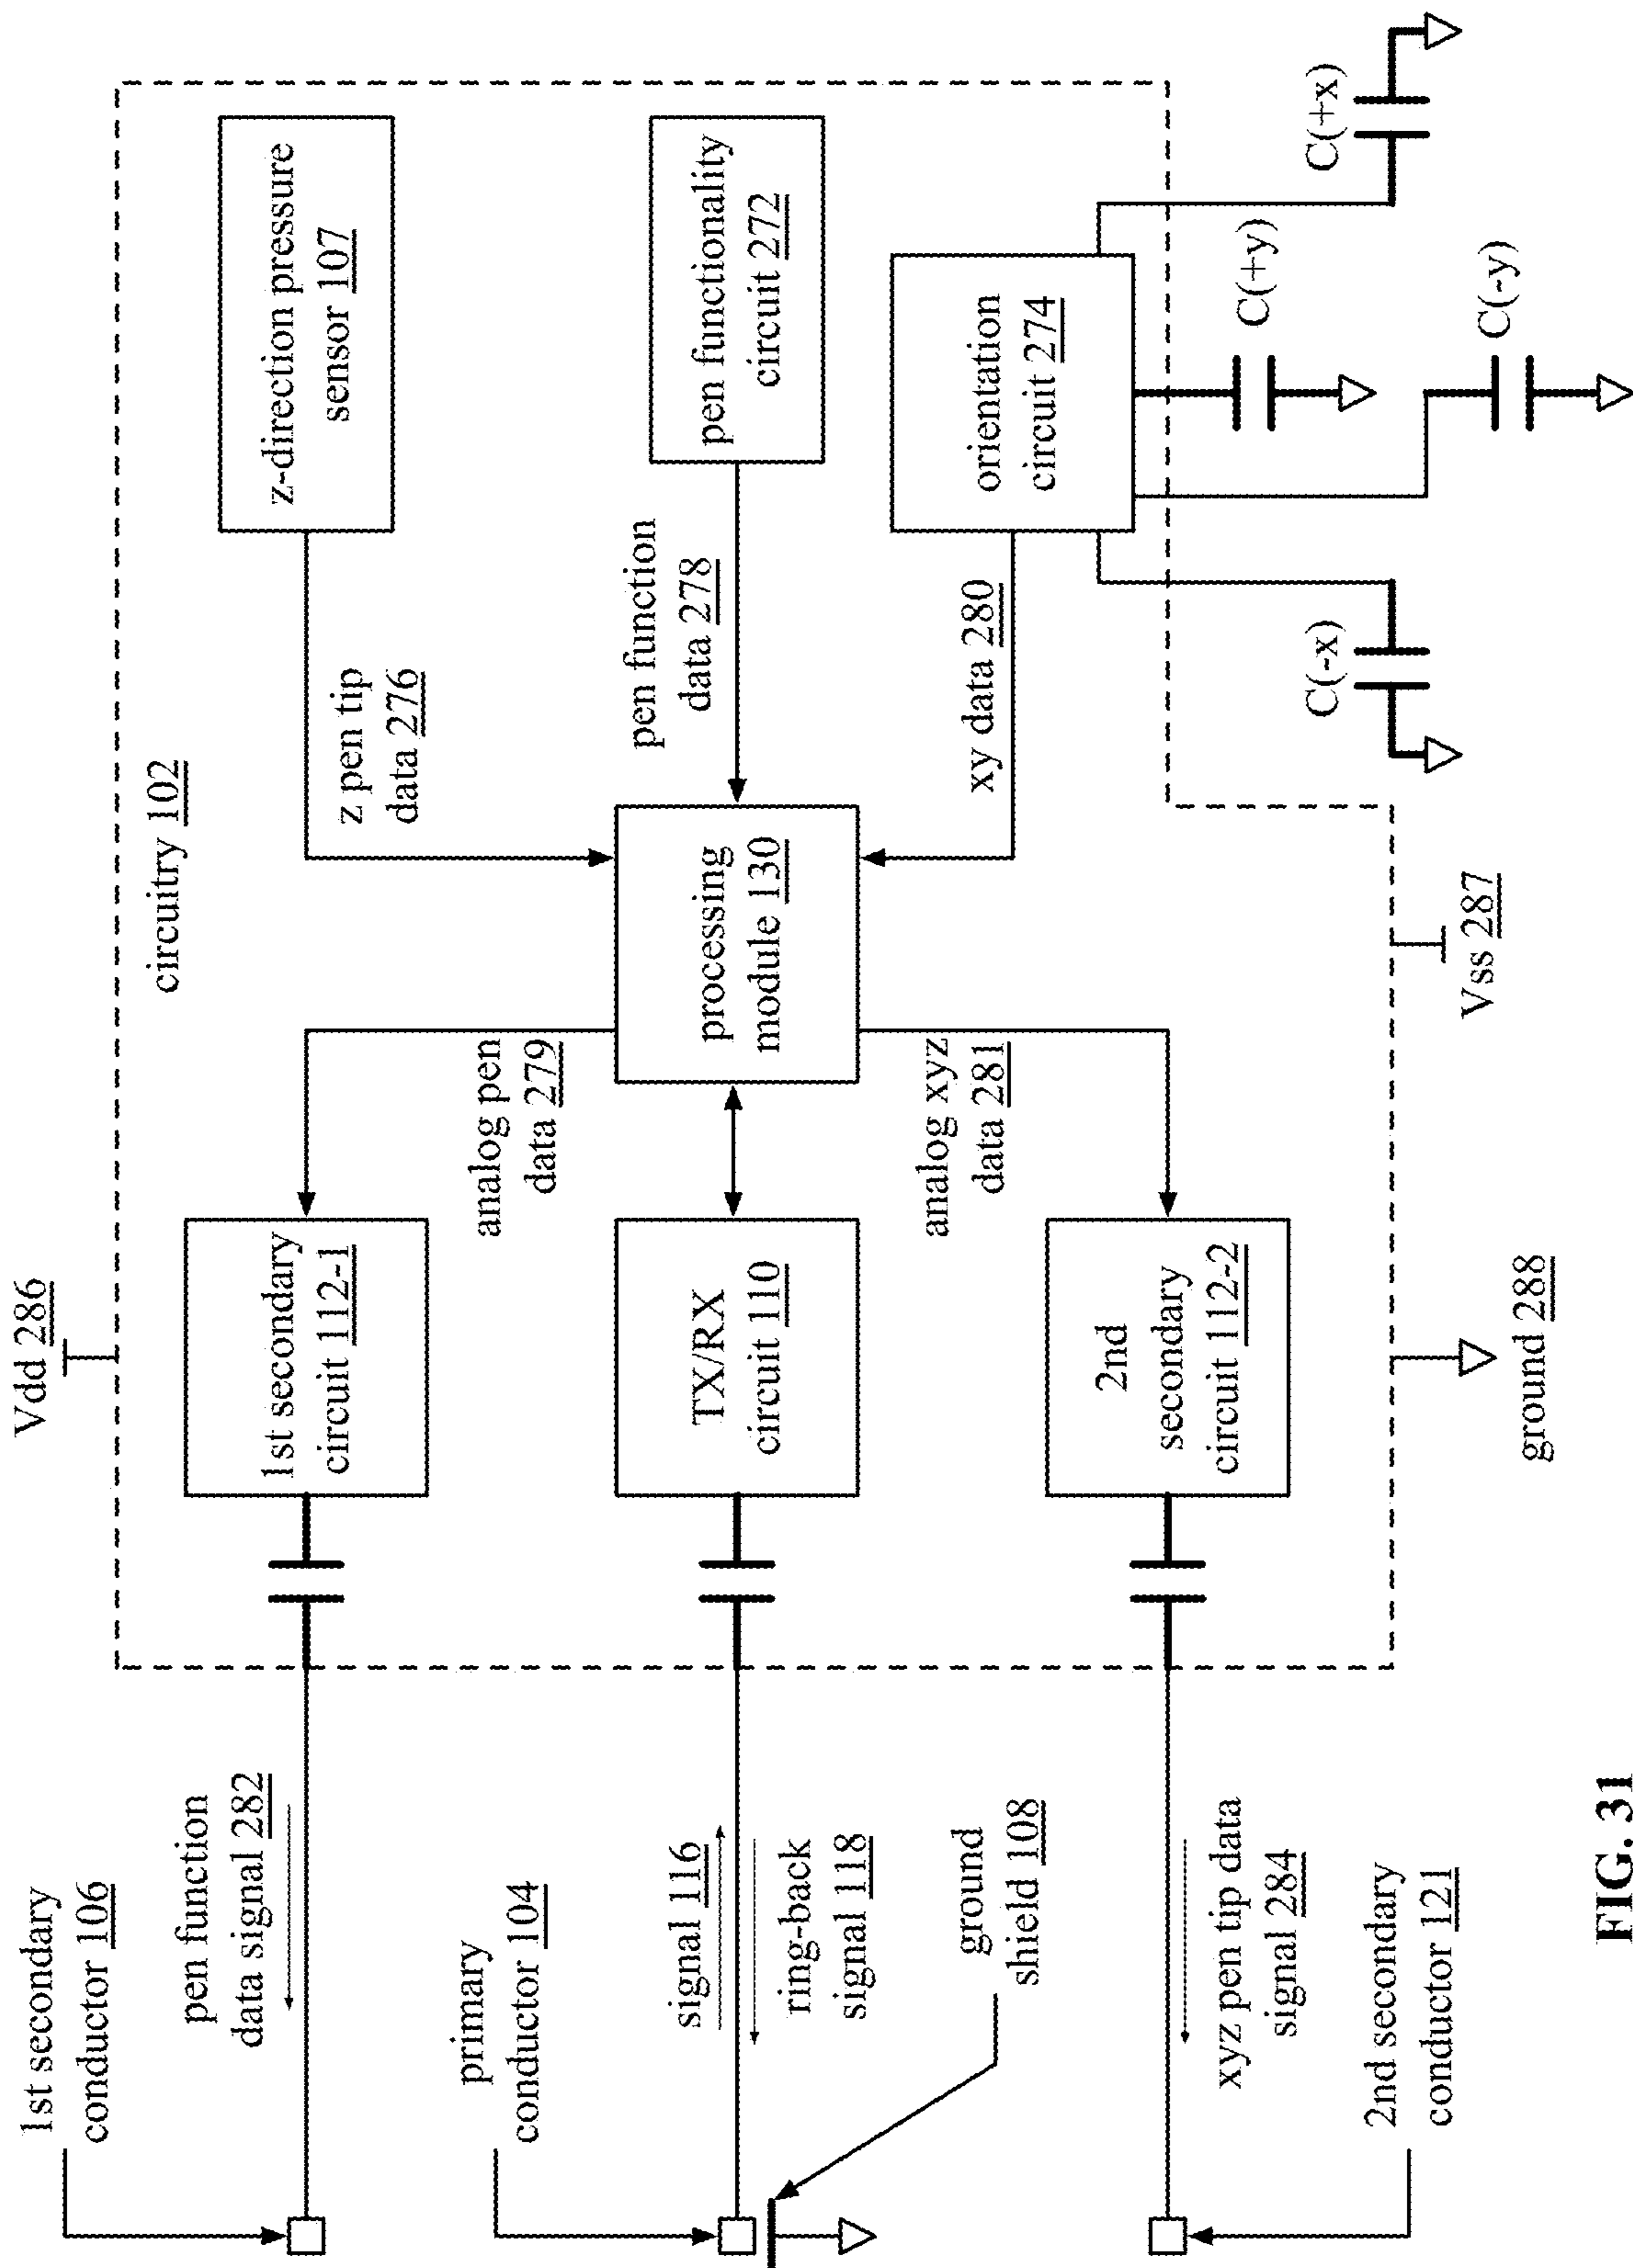 1st secondary
conductor 106
pen function
data signal 282
primary
conductor 104
signal 116
ring-back
signal 118
ground
shield 108
xyz pen tip data
signal 284
2nd secondary
conductor 121
Vdd 286
1st secondary
circuit 112-1
TX/RX
circuit 110
2nd
secondary
circuit 112-2
ground 288
analog pen
data 279
analog xyz
data 281
circuitry 102
processing
module 130
Vss 287
z pen tip
data 276
pen function
data 278
xy data 280
z-direction pressure
sensor 107
pen functionality
circuit 272
orientation
circuit 274
C(-x)
C(+y)
C(-y)
C(+x)
FIG. 31